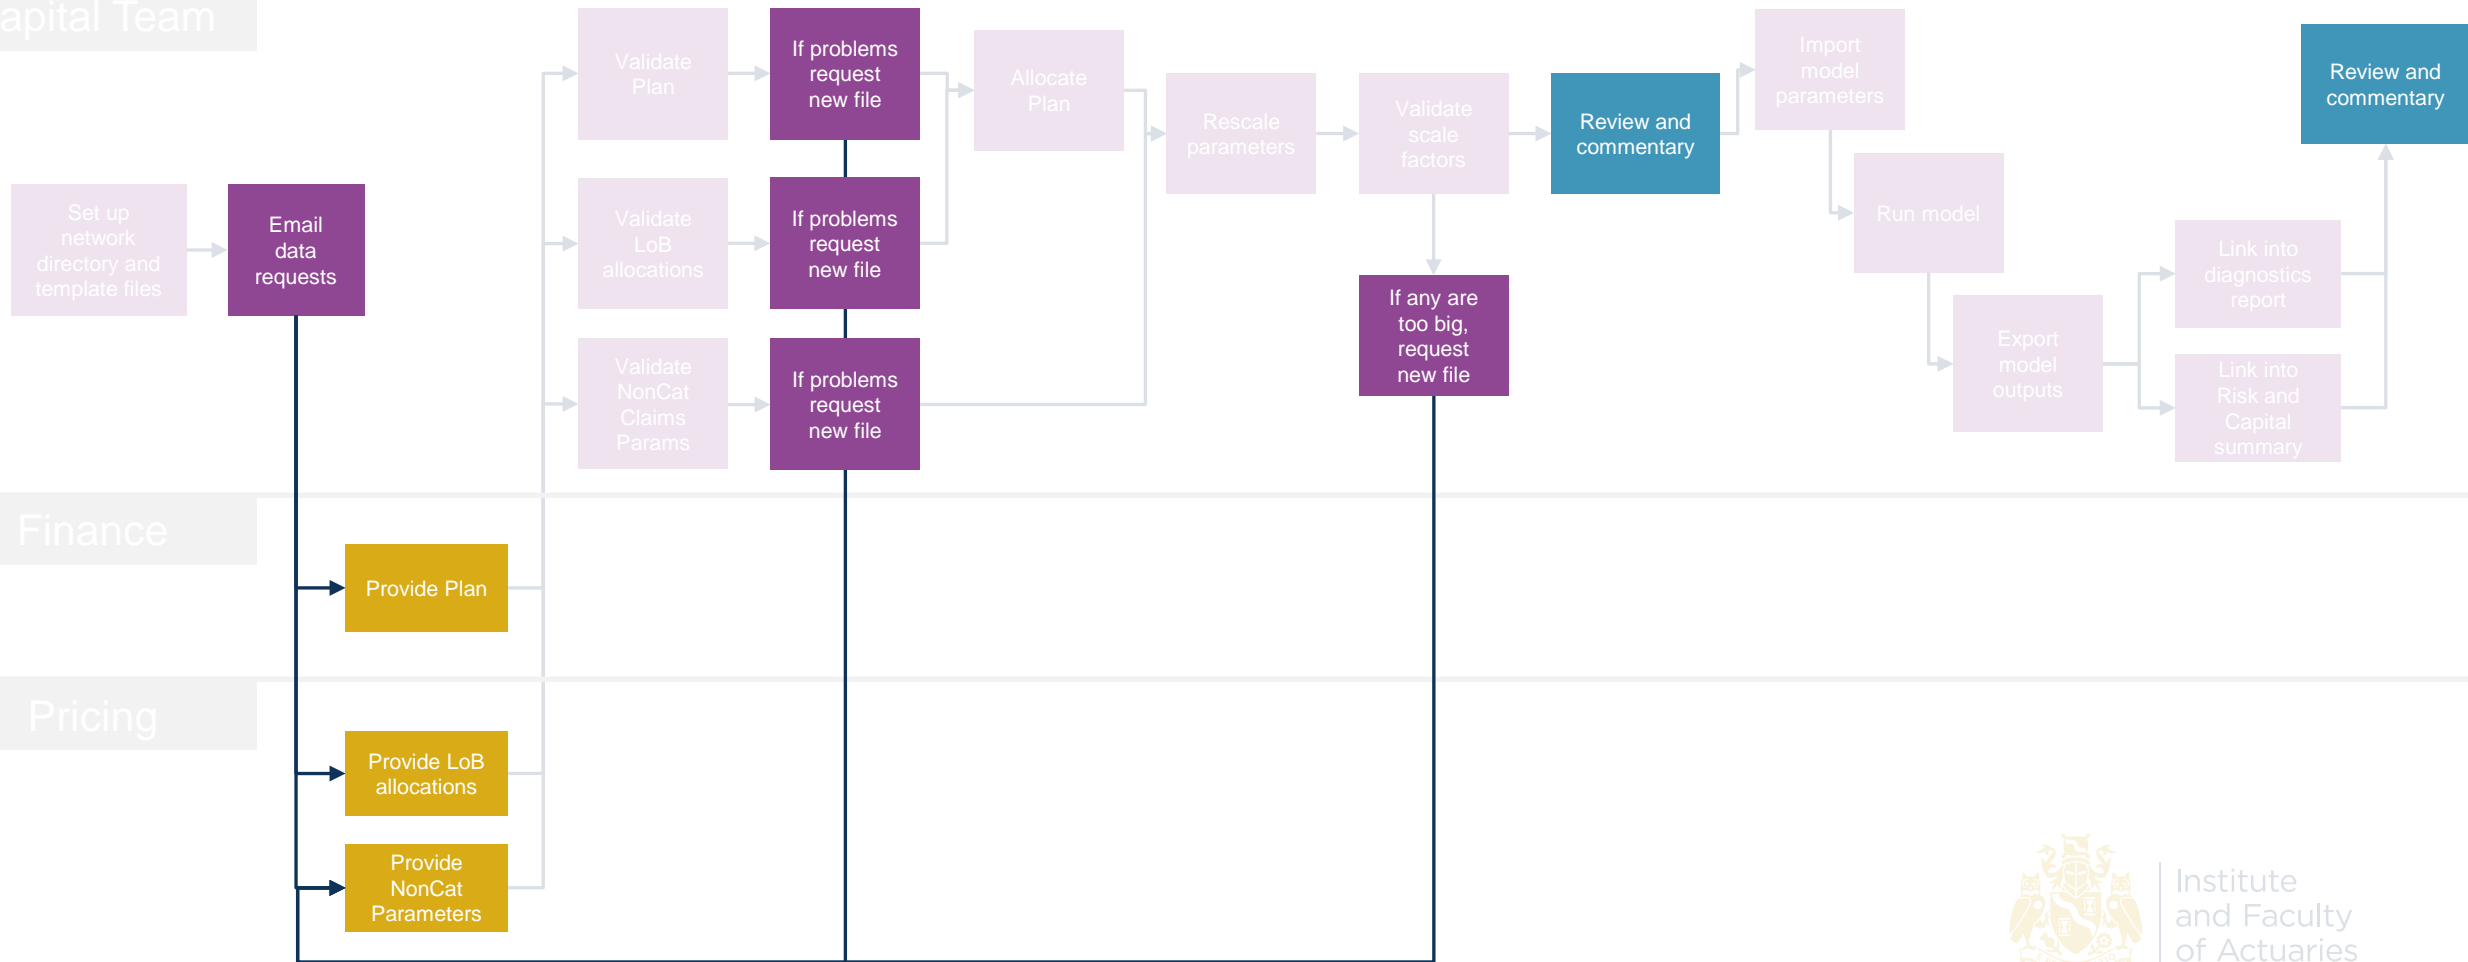 apital Team
Set up
network
directory and
template files
Email
data
requests
Validate
Plan
If problems
request
new file
Validate
LoB
allocations
If problems
request
new file
Validate
NonCat
Claims
Params
If problems
request
new file
Allocate
Plan
Rescale
parameters
Validate
scale
factors
If any are
too big,
request
new file
Review and
commentary
Import
model
parameters
Run model
Export
model
outputs
Link into
diagnostics
report
Link into
Risk and
Capital
summary
Review and
commentary
Finance
Provide Plan
Pricing
Provide LoB
allocations
Provide
NonCat
Parameters
Institute
and Faculty
of Actuaries